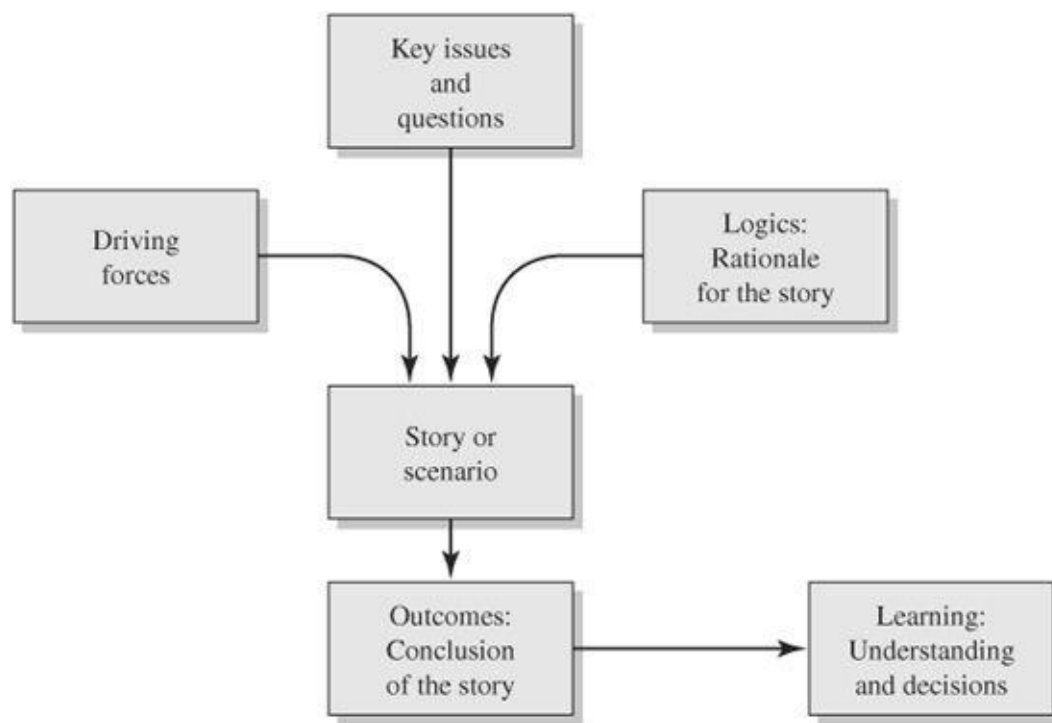 Key issues
and
questions
Driving
forces
Logics:
Rationale
for the story
Story or
scenario
Outcomes:
Conclusion
of the story
Learning:
Understanding
and decisions